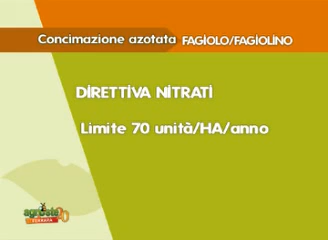 Concimazione azotata FAGIOLO/FAGIOLINO
DIRETTIVA NITRATI
Limite 70 unità/HA/anno